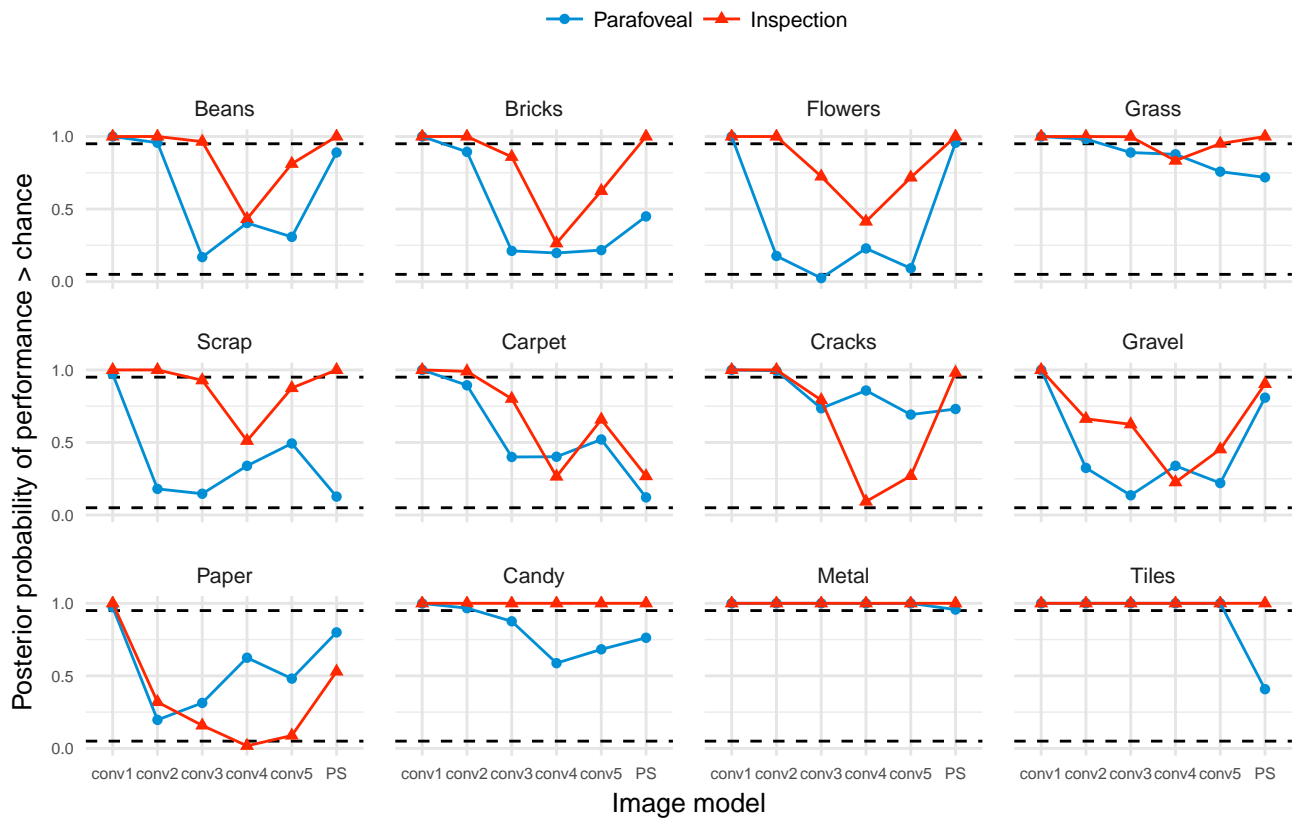 Parafoveal Inspection
Beans Bricks Flowers Grass
1.0
0.5
0.0
Scrap Carpet Cracks Gravel
1.0
0.5
0.0
Paper Candy Metal Tiles
1.0
0.5
0.0
conv1 conv2 conv3 conv4 conv5 PS conv1 conv2 conv3 conv4 conv5 PS conv1 conv2 conv3 conv4 conv5 PS conv1 conv2 conv3 conv4 conv5 PS
Image model
Posterior probability of performance > chance